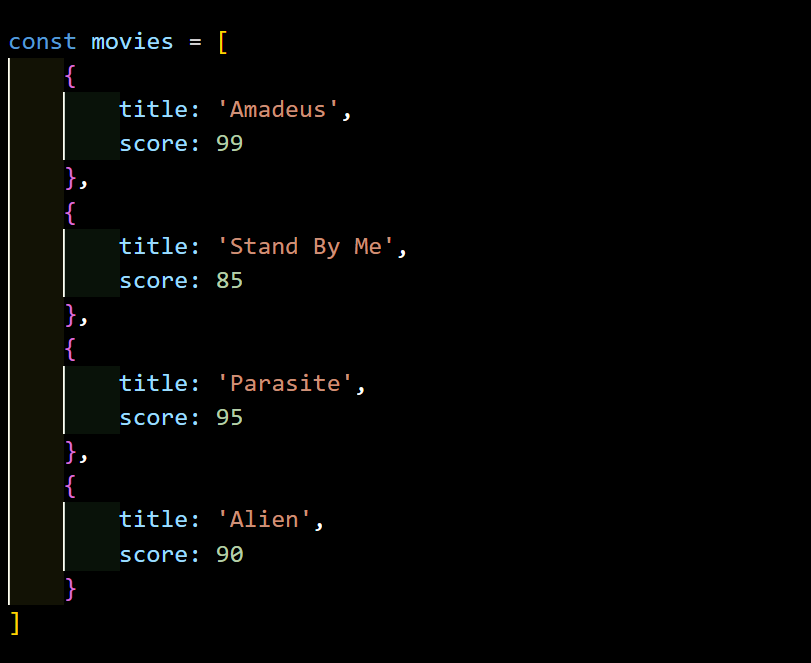 const movies = [
    {
        title: 'Amadeus',
        score: 99
    },
    {
        title: 'Stand By Me',
        score: 85
    },
    {
        title: 'Parasite',
        score: 95
    },
    {
        title: 'Alien',
        score: 90
    }
]